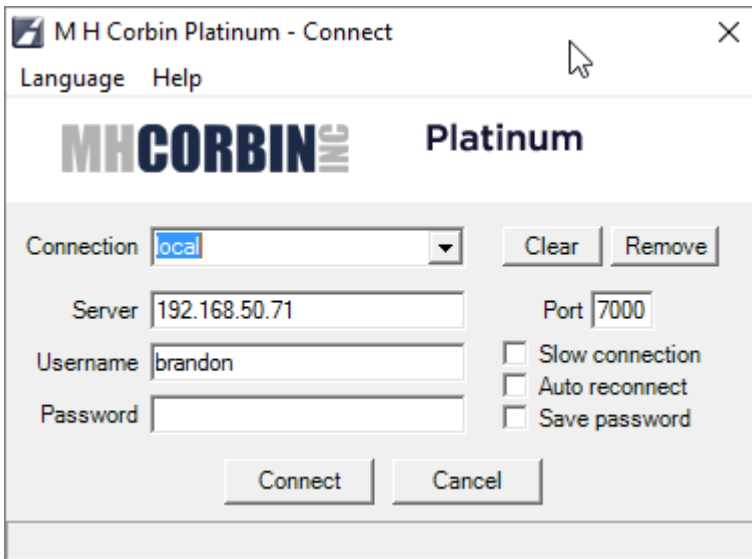 M H Corbin Platinum - Connect
Language Help
MHCORBIN INC Platinum
Connection local Clear Remove
Server 192.168.50.71 Port 7000
Username brandon Slow connection
Auto reconnect
Password Save password
Connect Cancel